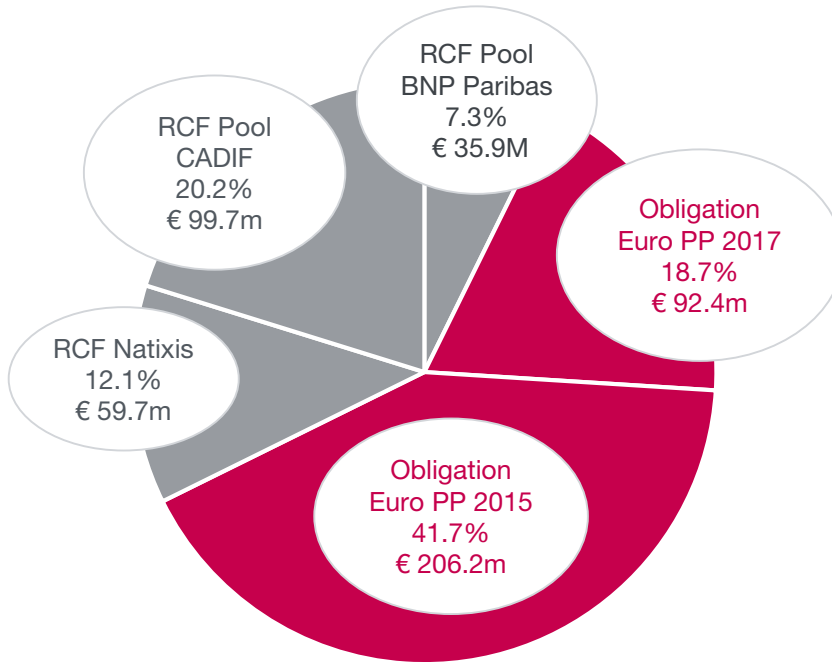 RCF Pool
BNP Paribas
7.3%
€ 35.9M
RCF Pool
CADIF
20.2%
€ 99.7m
Obligation
Euro PP 2017
18.7%
€ 92.4m
RCF Natixis
12.1%
€ 59.7m
Obligation
Euro PP 2015
41.7%
€ 206.2m